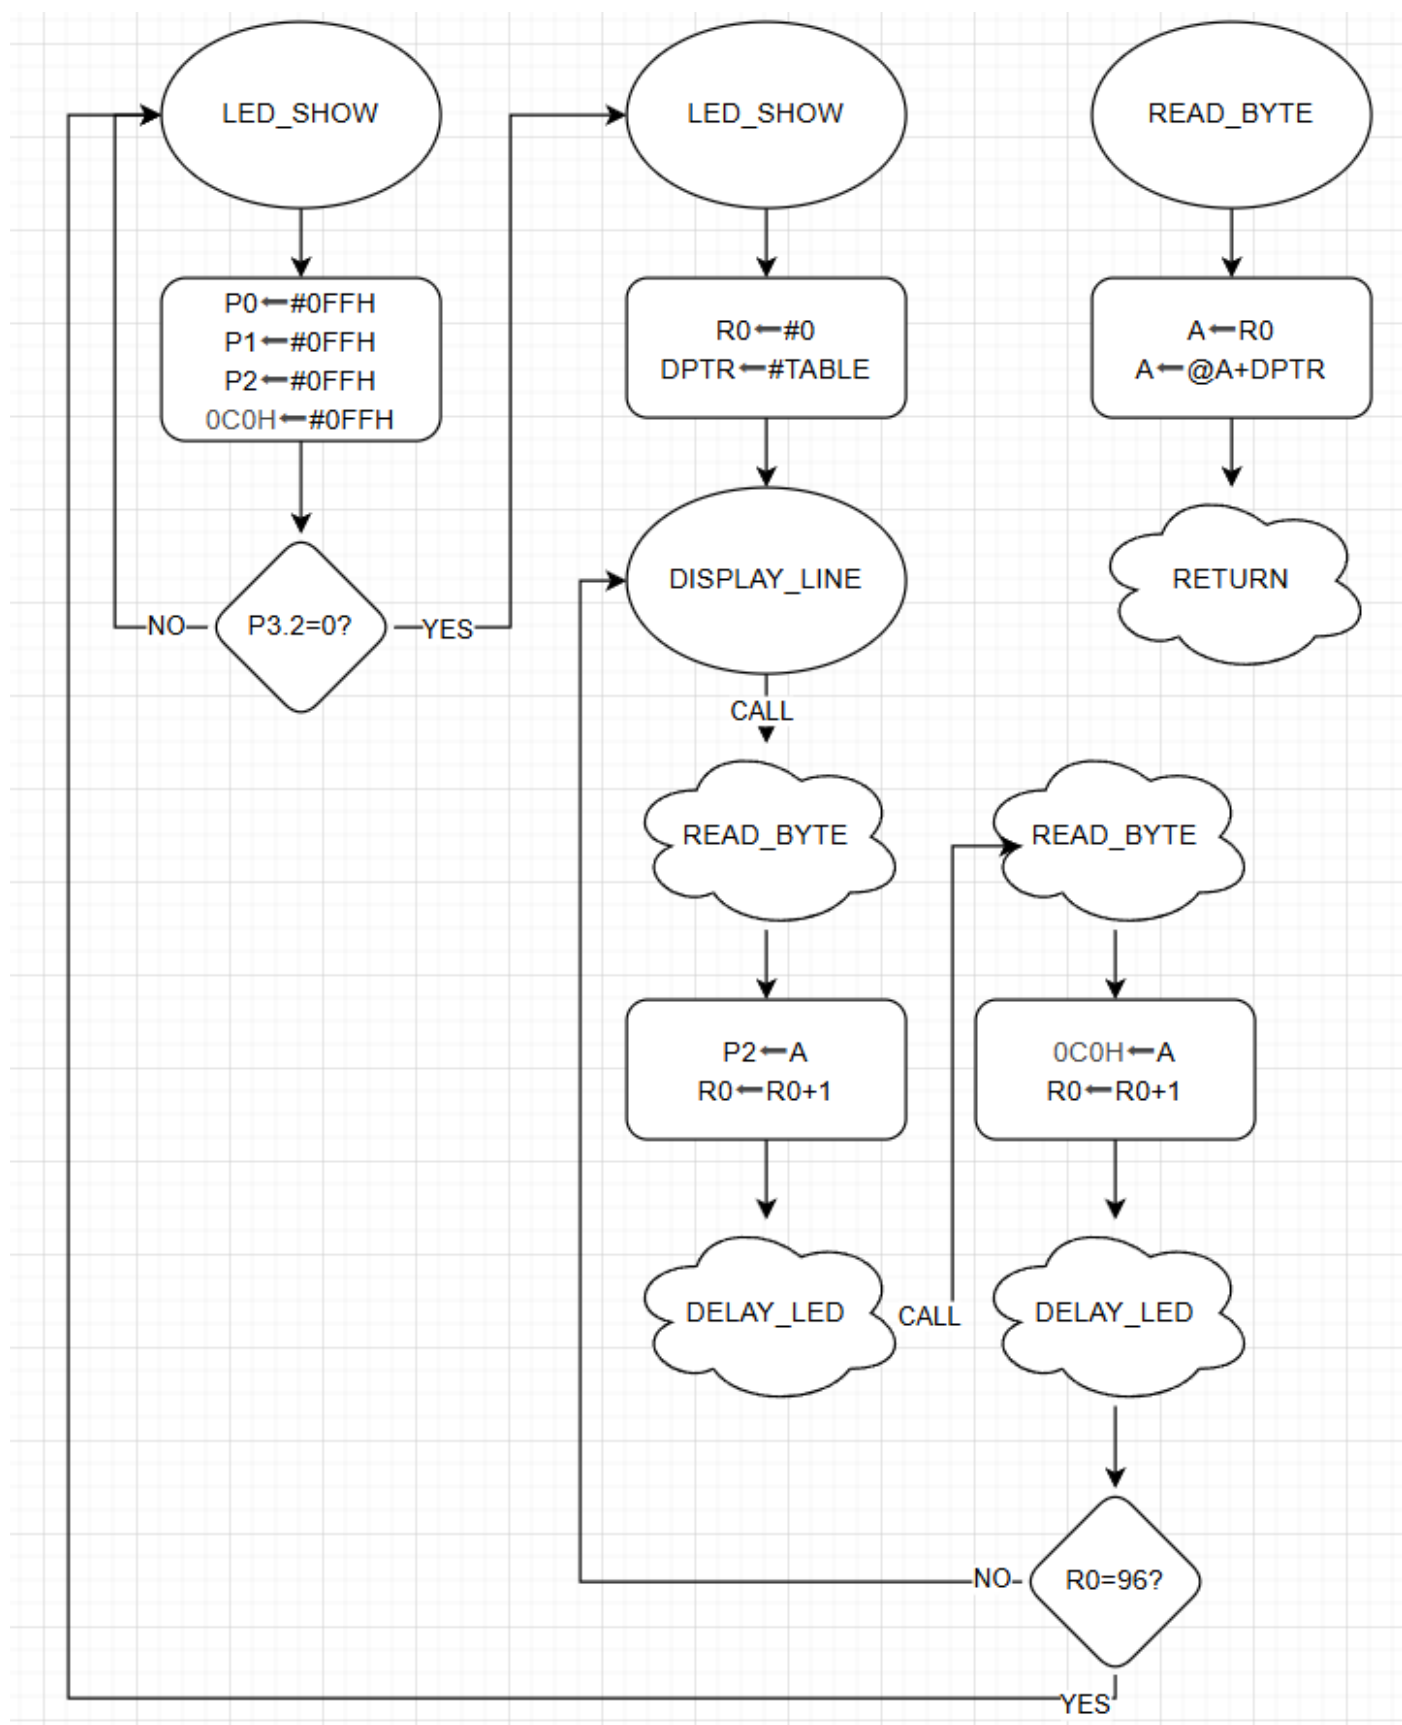 LED_SHOW
P0←#0FFH
P1←#0FFH
P2←#0FFH
0C0H←#0FFH
P3.2=0?
NO
YES
LED_SHOW
R0←#0
DPTR←#TABLE
DISPLAY_LINE
CALL
READ_BYTE
P2←A
R0←R0+1
DELAY_LED
CALL
READ_BYTE
0C0H←A
R0←R0+1
DELAY_LED
R0=96?
NO
YES
READ_BYTE
A←R0
A←@A+DPTR
RETURN